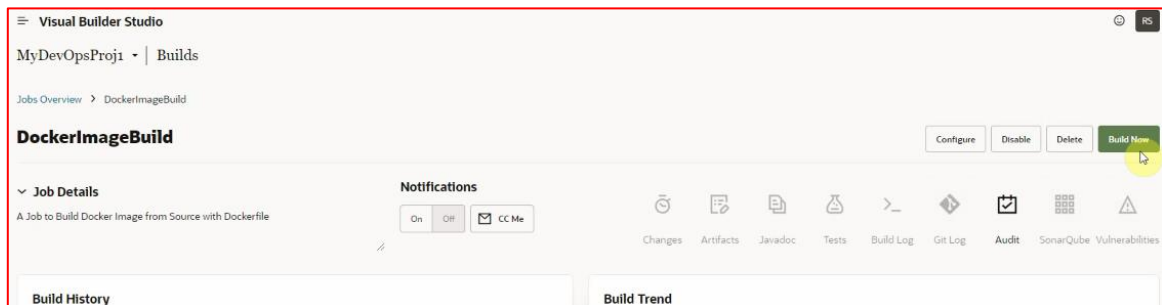 Visual Builder Studio
RS
MyDevOpsProj1 | Builds
Jobs Overview > DockerImageBuild
DockerImageBuild
Configure Disable Delete Build Now
Job Details
A Job to Build Docker Image from Source with Dockerfile
Notifications
On Off CC Me
Changes Artifacts Javadoc Tests Build Log Git Log Audit SonarQube Vulnerabilities
Build History
Build Trend